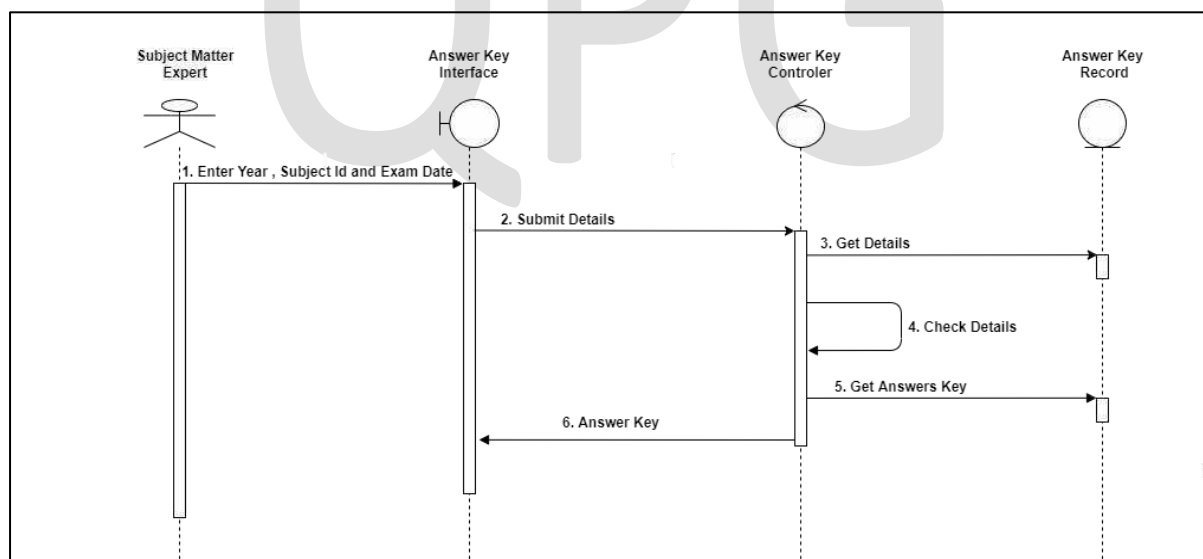 QPG
Subject Matter
Expert
Answer Key
Interface
Answer Key
Controler
Answer Key
Record
1. Enter Year , Subject Id and Exam Date
2. Submit Details
3. Get Details
4. Check Details
5. Get Answers Key
6. Answer Key